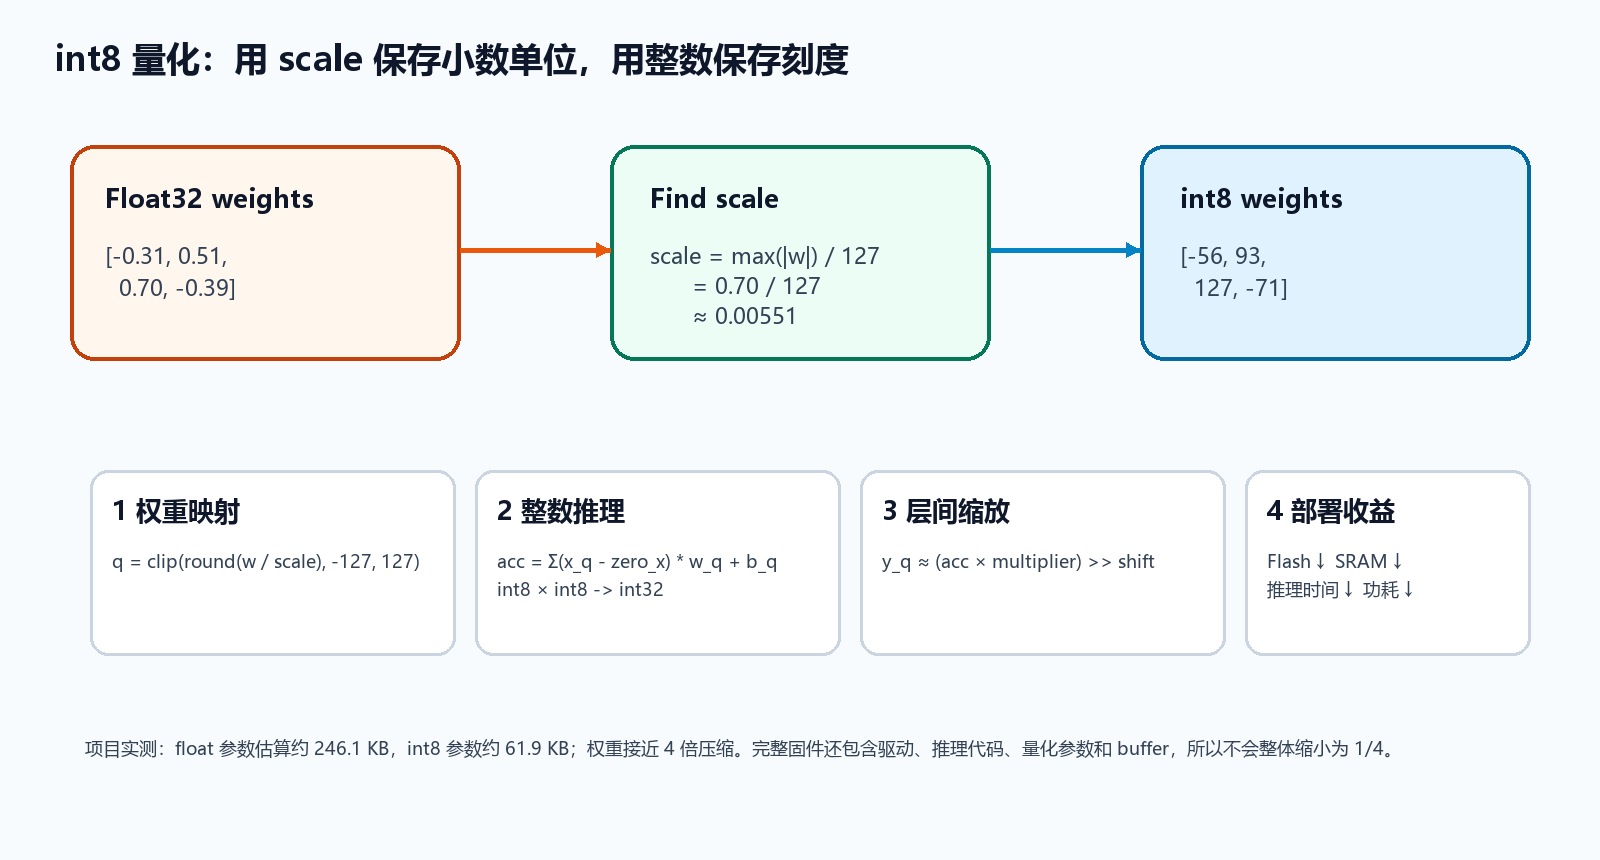 int8 量化：用 scale 保存小数单位，用整数保存刻度
Float32 weights
[-0.31, 0.51,
0.70, -0.39]
Find scale
scale = max(|w|) / 127
= 0.70 / 127
≈ 0.00551
int8 weights
[-56, 93,
127, -71]
1 权重映射
q = clip(round(w / scale), -127, 127)
2 整数推理
acc = Σ(x_q - zero_x) * w_q + b_q
int8 × int8 -> int32
3 层间缩放
y_q ≈ (acc × multiplier) >> shift
4 部署收益
Flash↓ SRAM↓
推理时间↓ 功耗↓
项目实测：float 参数估算约 246.1 KB，int8 参数约 61.9 KB；权重接近 4 倍压缩。完整固件还包含驱动、推理代码、量化参数和 buffer，所以不会整体缩小为 1/4。